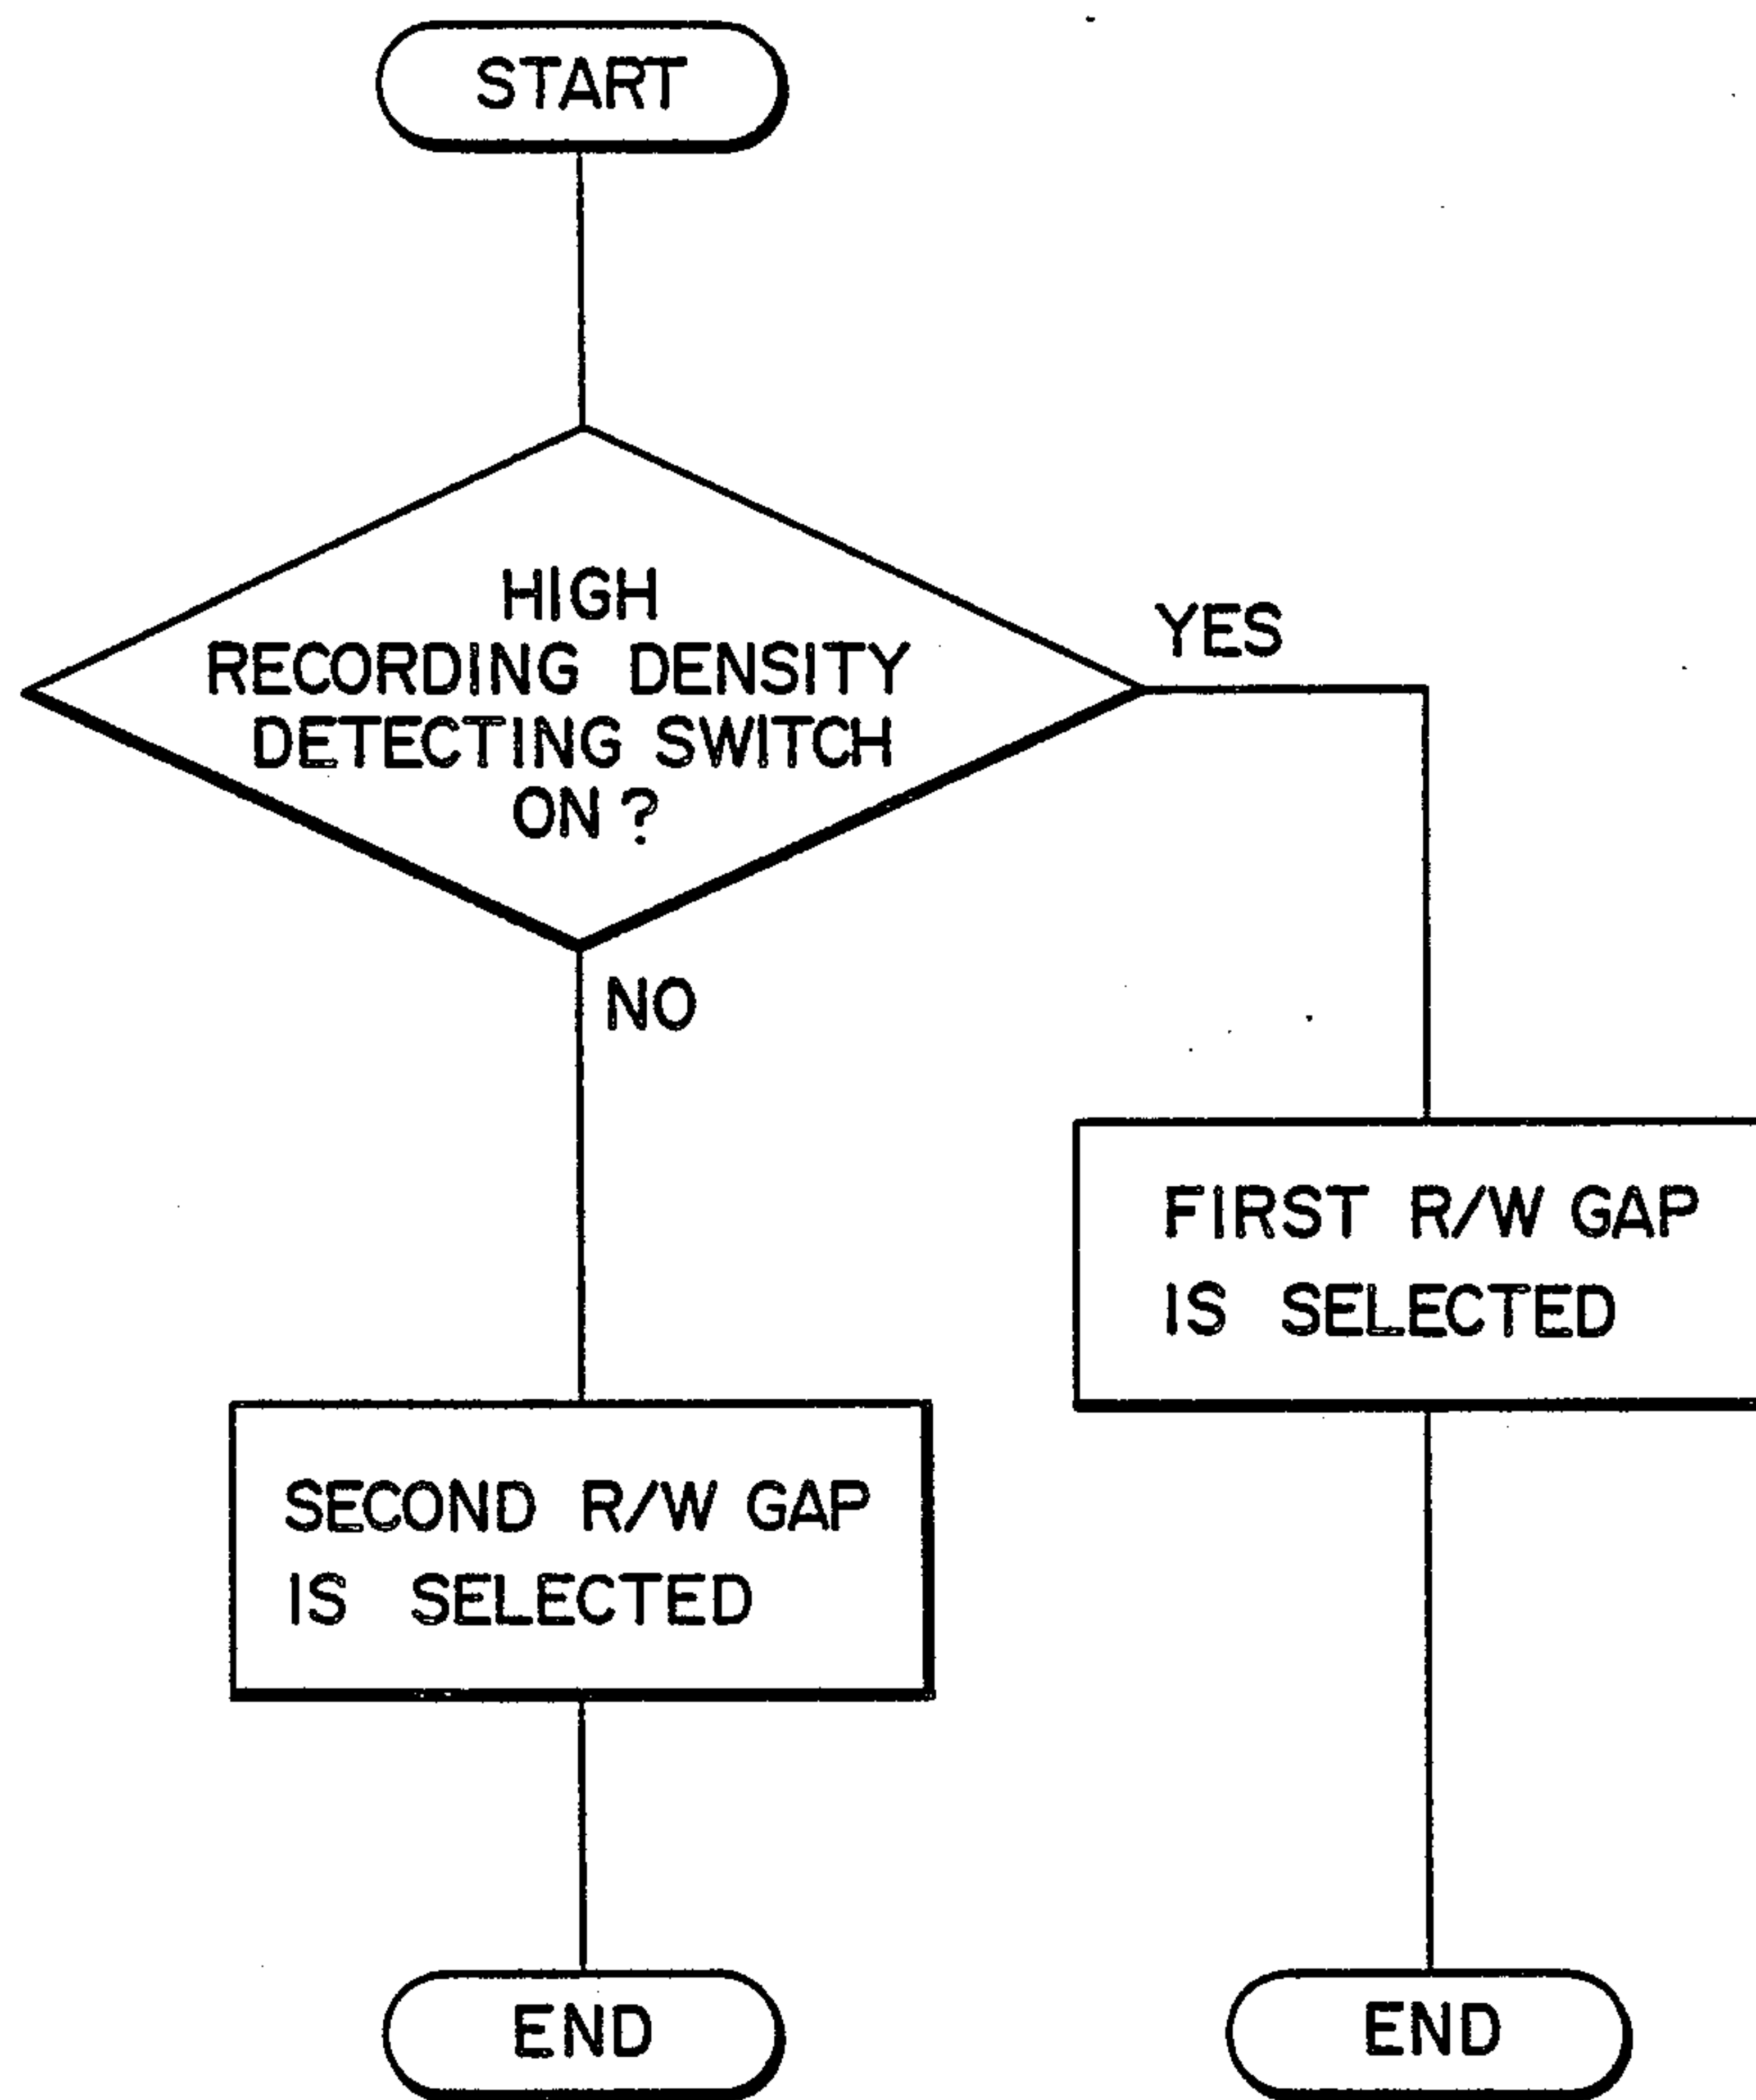 START
HIGH
RECORDING DENSITY
DETECTING SWITCH
ON?
YES
NO
FIRST R/W GAP
IS SELECTED
SECOND R/W GAP
IS SELECTED
END
END